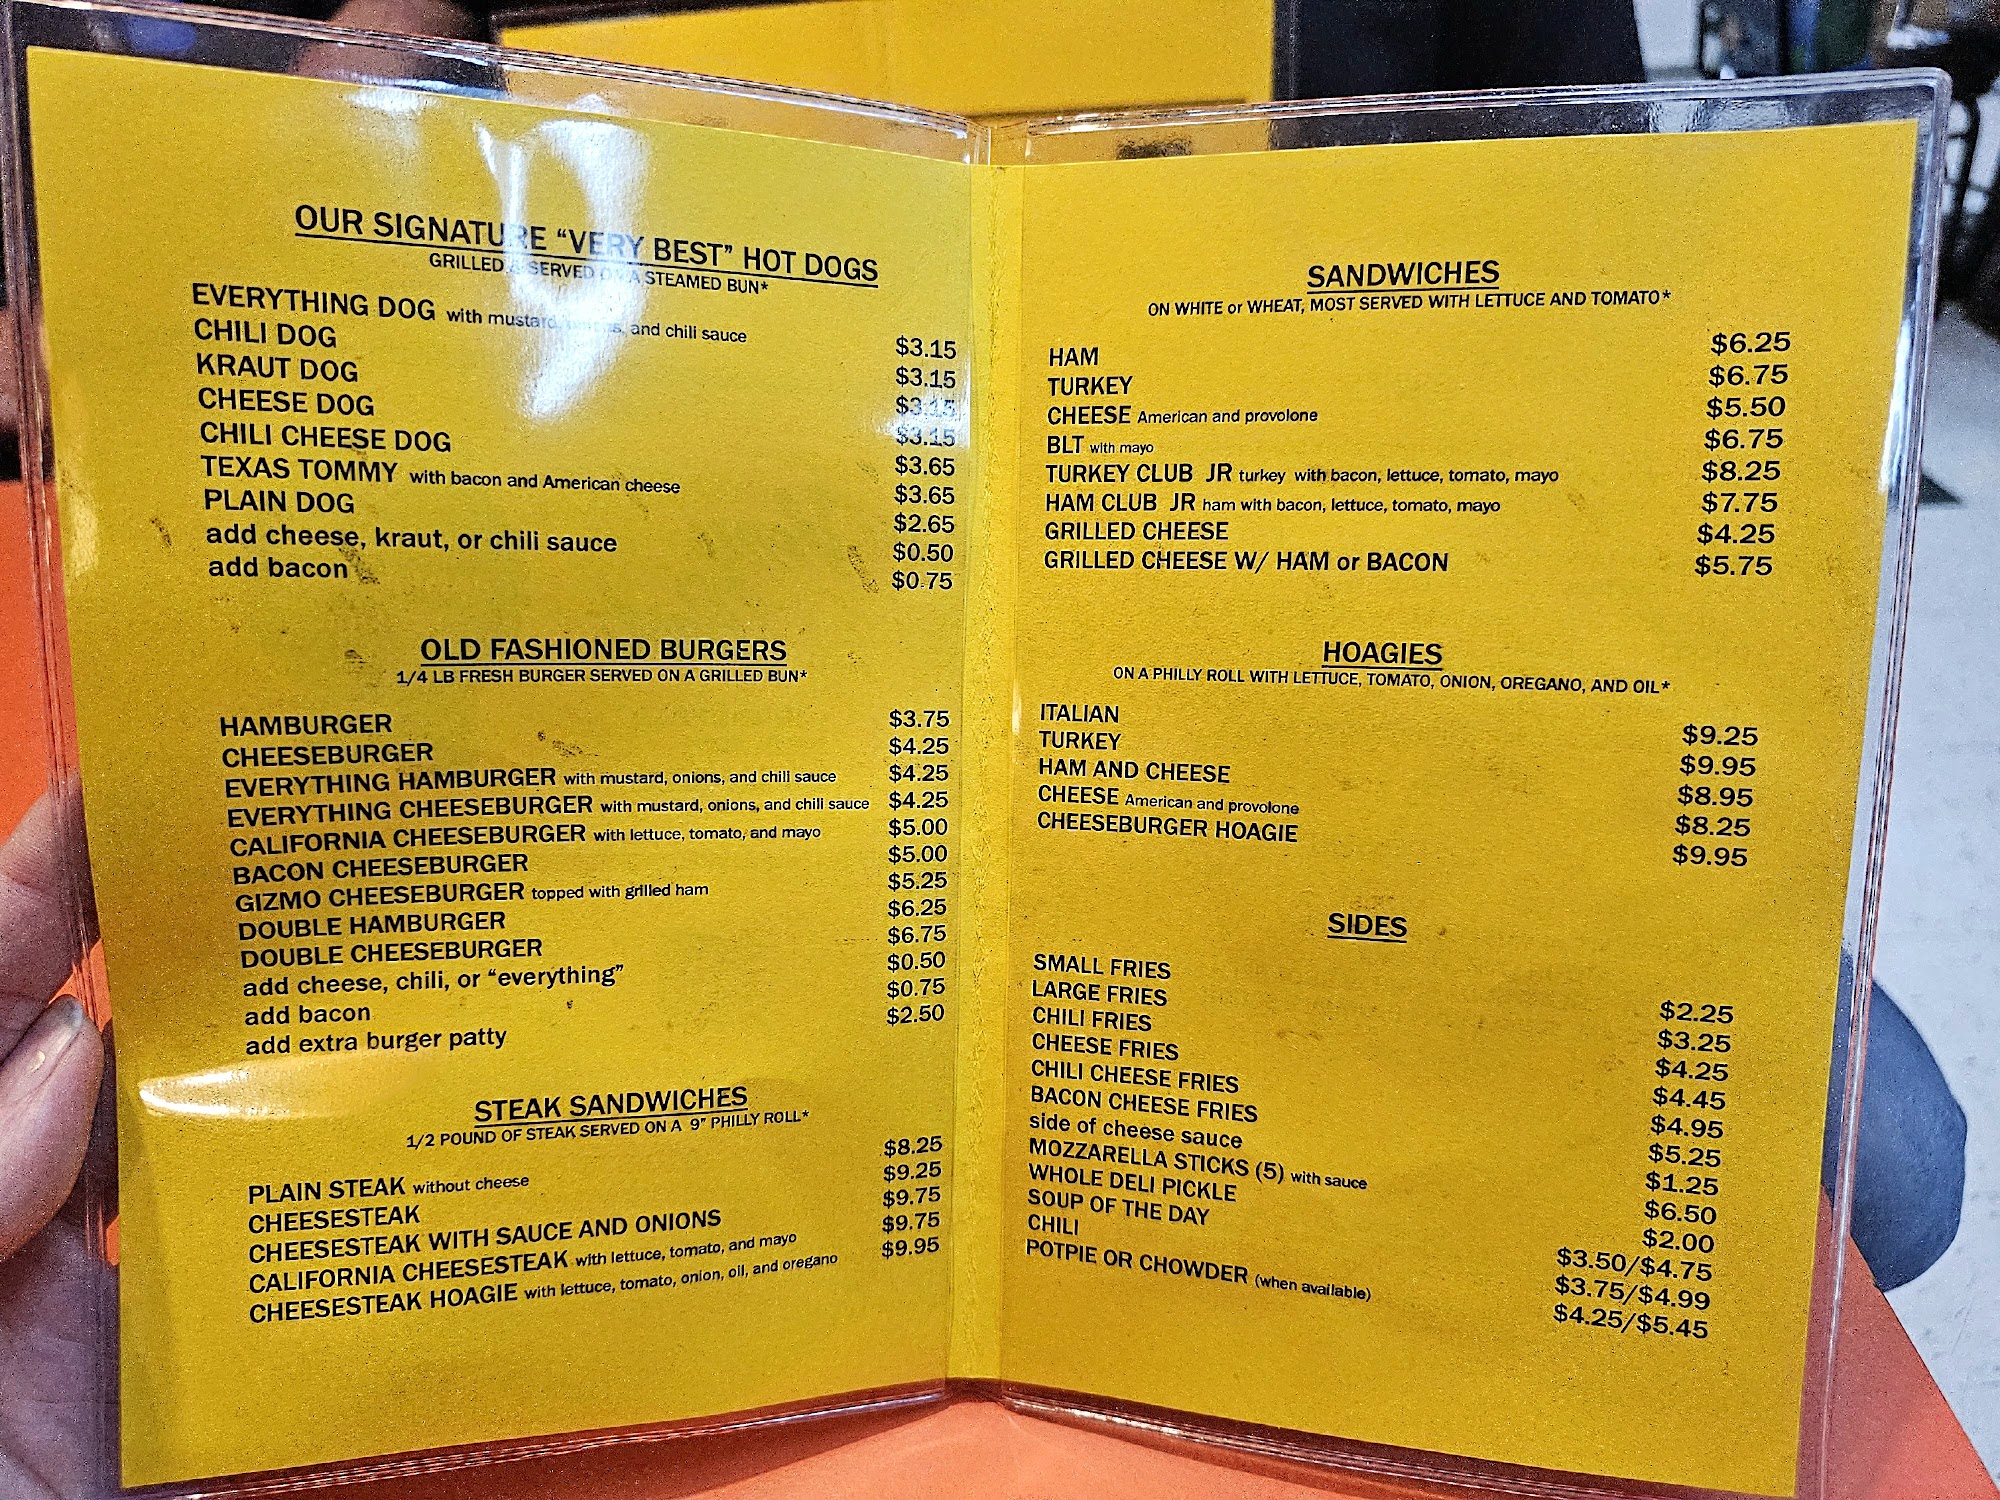 OUR SIGNATURE “VERY BEST” HOT DOGS
GRILLED & SERVED ON A STEAMED BUN*
EVERYTHING DOG with mustard, onions, and chili sauce $3.15
CHILI DOG $3.15
KRAUT DOG $3.15
CHEESE DOG $3.15
CHILI CHEESE DOG $3.65
TEXAS TOMMY with bacon and American cheese $3.65
PLAIN DOG $2.65
add cheese, kraut, or chili sauce $0.50
add bacon $0.75
OLD FASHIONED BURGERS
1/4 LB FRESH BURGER SERVED ON A GRILLED BUN*
HAMBURGER $3.75
CHEESEBURGER $4.25
EVERYTHING HAMBURGER with mustard, onions, and chili sauce $4.25
EVERYTHING CHEESEBURGER with mustard, onions, and chili sauce $4.25
CALIFORNIA CHEESEBURGER with lettuce, tomato, and mayo $5.00
BACON CHEESEBURGER $5.00
GIZMO CHEESEBURGER topped with grilled ham $5.25
DOUBLE HAMBURGER $6.25
DOUBLE CHEESEBURGER $6.75
add cheese, chili, or “everything” $0.50
add bacon $0.75
add extra burger patty $2.50
STEAK SANDWICHES
1/2 POUND OF STEAK SERVED ON A 9” PHILLY ROLL*
PLAIN STEAK without cheese $8.25
CHEESESTEAK $9.25
CHEESESTEAK WITH SAUCE AND ONIONS $9.75
CALIFORNIA CHEESESTEAK with lettuce, tomato, and mayo $9.75
CHEESESTEAK HOAGIE with lettuce, tomato, onion, oil, and oregano $9.95
SANDWICHES
ON WHITE or WHEAT, MOST SERVED WITH LETTUCE AND TOMATO*
HAM $6.25
TURKEY $6.75
CHEESE American and provolone $5.50
BLT with mayo $6.75
TURKEY CLUB JR turkey with bacon, lettuce, tomato, mayo $8.25
HAM CLUB JR ham with bacon, lettuce, tomato, mayo $7.75
GRILLED CHEESE $4.25
GRILLED CHEESE W/ HAM or BACON $5.75
HOAGIES
ON A PHILLY ROLL WITH LETTUCE, TOMATO, ONION, OREGANO, AND OIL*
ITALIAN $9.25
TURKEY $9.95
HAM AND CHEESE $8.95
CHEESE American and provolone $8.25
CHEESEBURGER HOAGIE $9.95
SIDES
SMALL FRIES $2.25
LARGE FRIES $3.25
CHILI FRIES $4.25
CHEESE FRIES $4.45
CHILI CHEESE FRIES $4.95
BACON CHEESE FRIES $5.25
side of cheese sauce $1.25
MOZZARELLA STICKS (5) with sauce $6.50
WHOLE DELI PICKLE $2.00
SOUP OF THE DAY $3.50/$4.75
CHILI $3.75/$4.99
POTPIE OR CHOWDER (when available) $4.25/$5.45